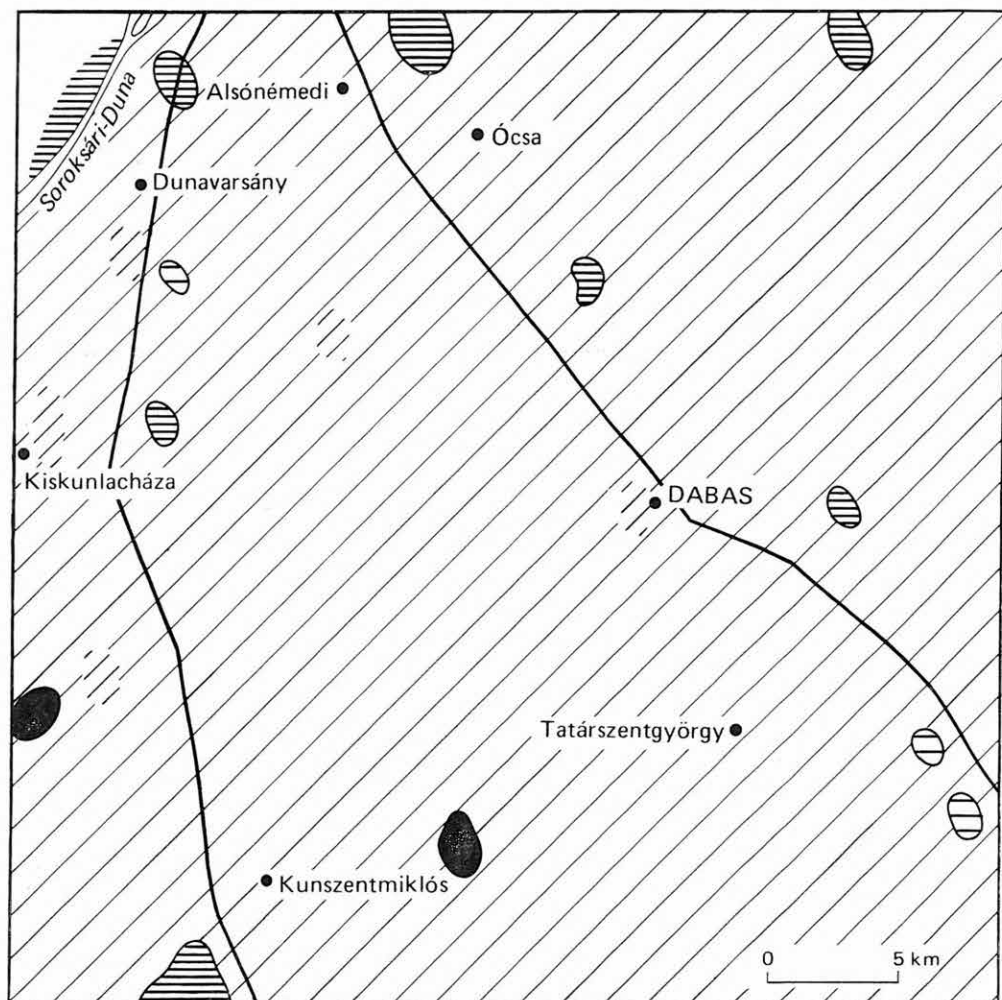 Alsónémedi
Ócsa
Soroksári-Duna
Dunavarsány
Kiskunlacháza
DABAS
Tatárszentgyörgy
Kunszentmiklós
0 5 km